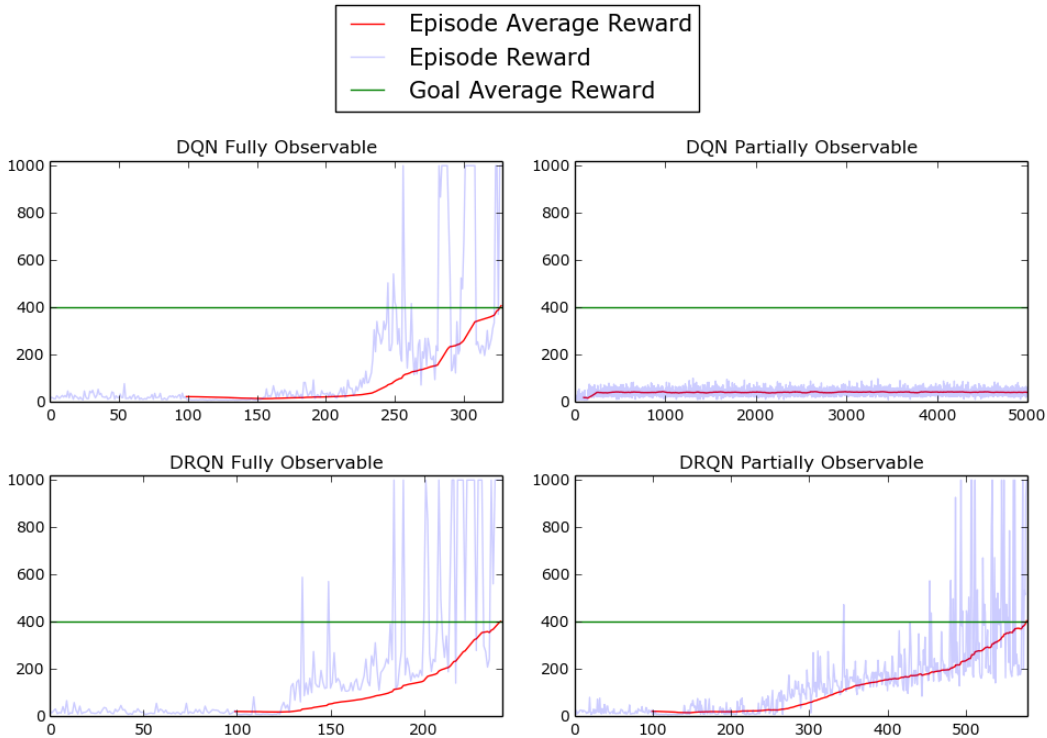 Episode Average Reward
Episode Reward
Goal Average Reward
DQN Fully Observable
1000
800
600
400
200
0
0 50 100 150 200 250 300
DQN Partially Observable
1000
800
600
400
200
0
0 1000 2000 3000 4000 5000
DRQN Fully Observable
1000
800
600
400
200
0
0 50 100 150 200
DRQN Partially Observable
1000
800
600
400
200
0
0 100 200 300 400 500